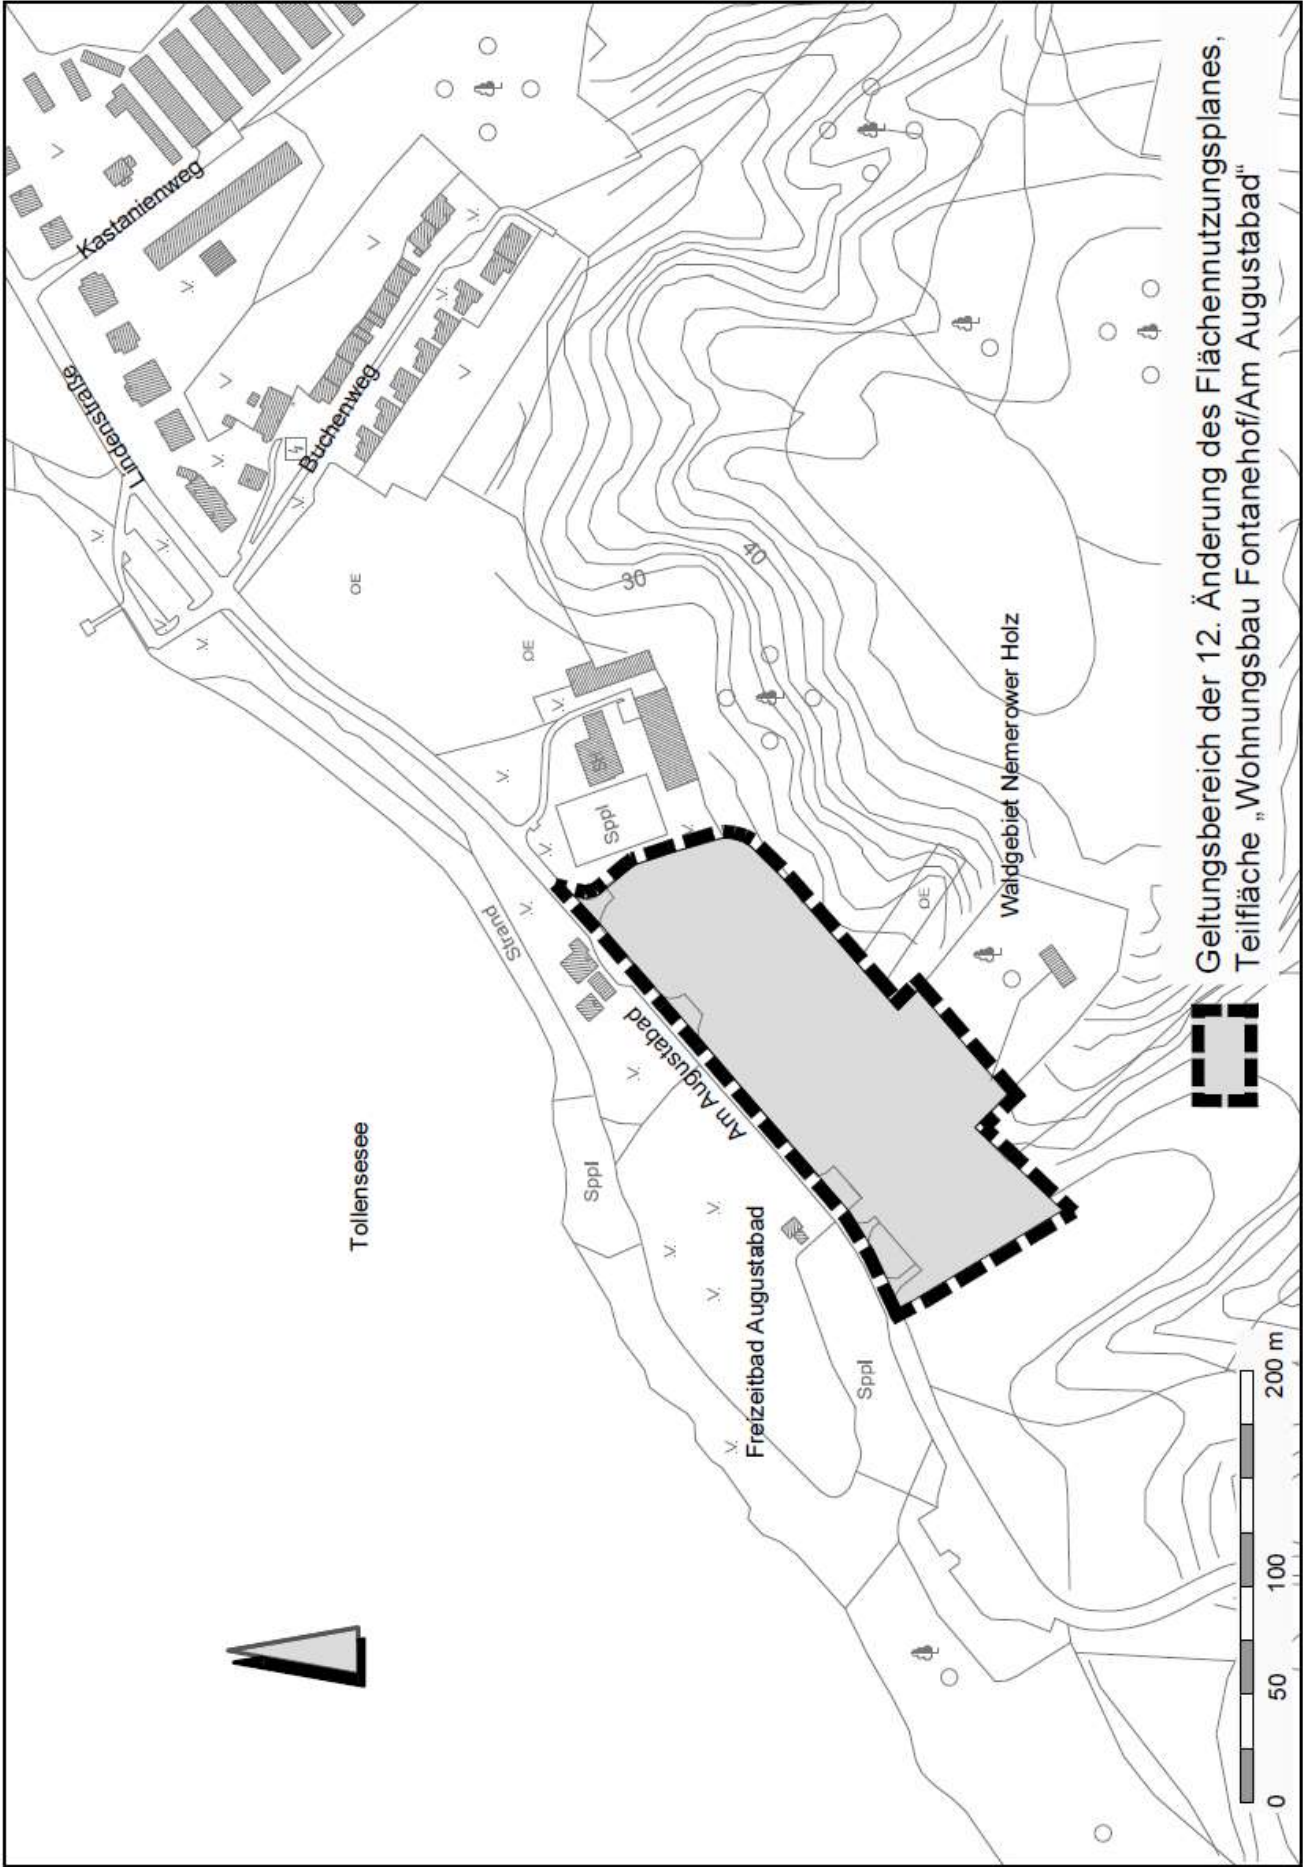 Tollensesee
Strand
Sppl
Freizeitbad Augustabad
Sppl
Am Augustabad
Sppl
SH
OE
OE
OE
Lindenstraße
Kastanienweg
Buchenweg
30
40
Waldgebiet Nemerower Holz
0 50 100 200 m
Geltungsbereich der 12. Änderung des Flächennutzungsplanes,
Teilfläche „Wohnungsbau Fontanehof/Am Augustabad“